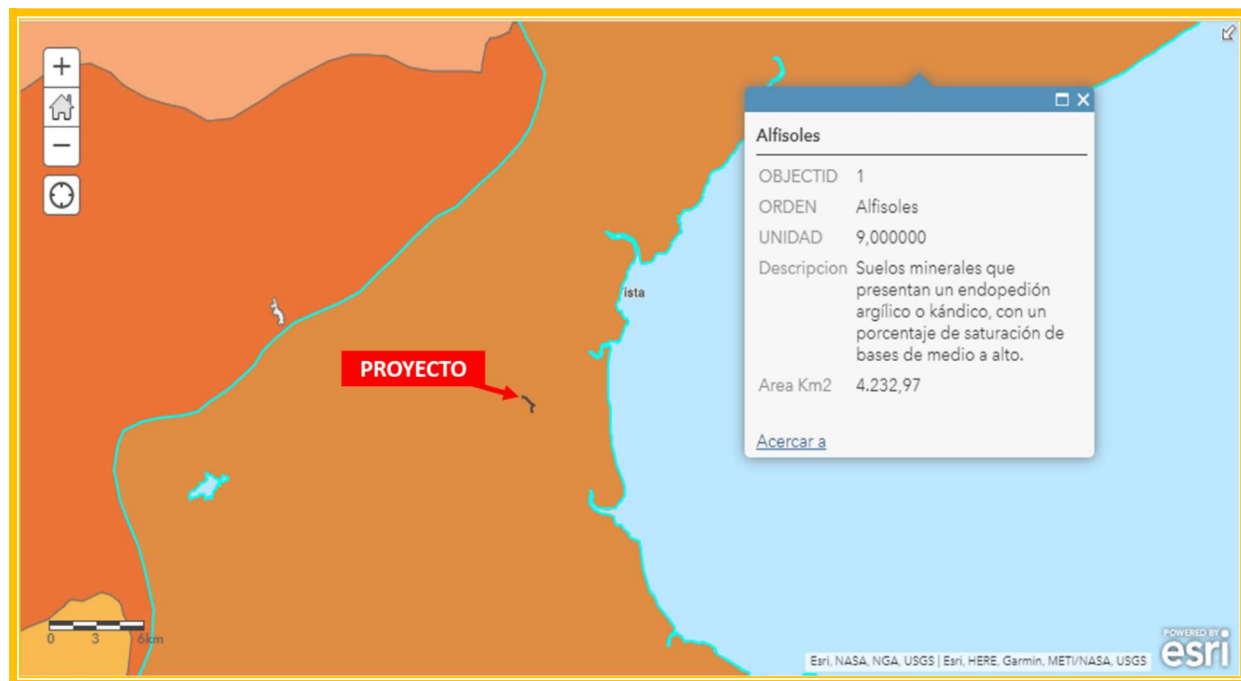 +
−
Alfisoles
OBJECTID 1
ORDEN Alfisoles
UNIDAD 9,000000
Descripcion Suelos minerales que
presentan un endopedión
argílico o kándico, con un
porcentaje de saturación de
bases de medio a alto.
Area Km2 4.232,97
Acercar a
ista
PROYECTO
0 3 6km
Esri, NASA, NGA, USGS | Esri, HERE, Garmin, METI/NASA, USGS
POWERED BY
esri